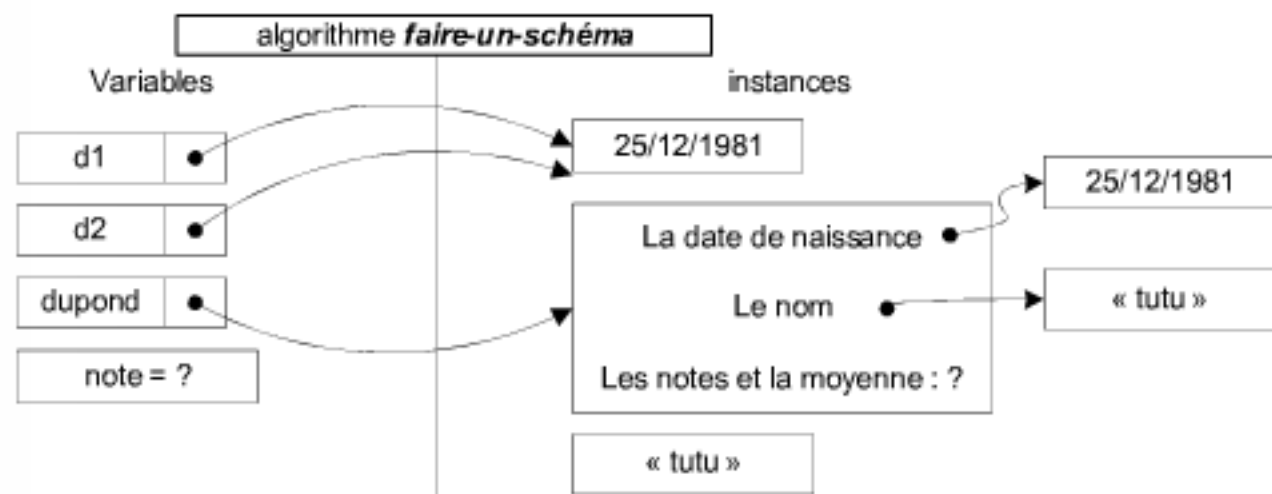 algorithme faire-un-schéma
Variables
instances
d1
25/12/1981
25/12/1981
d2
La date de naissance
dupond
Le nom
« tutu »
note = ?
Les notes et la moyenne : ?
« tutu »